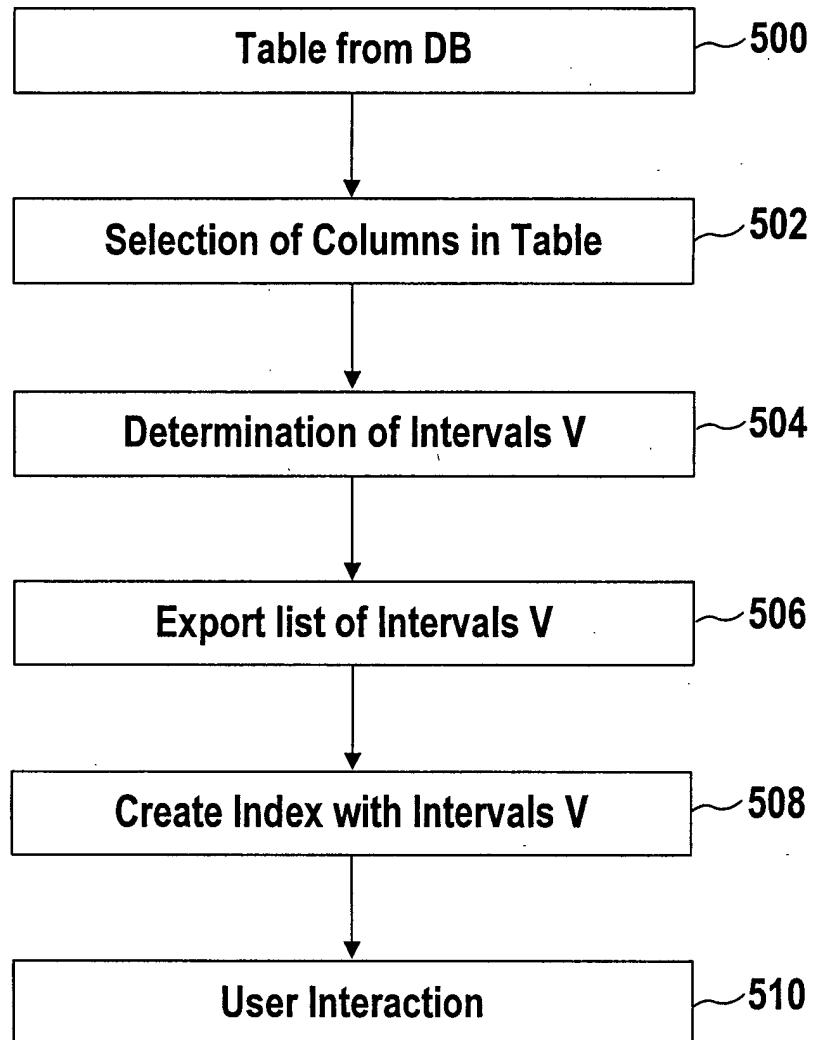 Table from DB 500
Selection of Columns in Table 502
Determination of Intervals V 504
Export list of Intervals V 506
Create Index with Intervals V 508
User Interaction 510